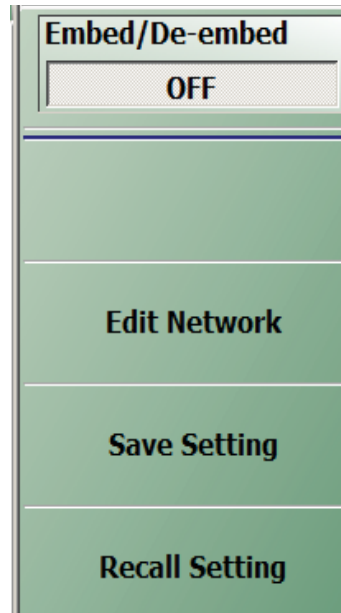 Embed/De-embed
OFF
Edit Network
Save Setting
Recall Setting